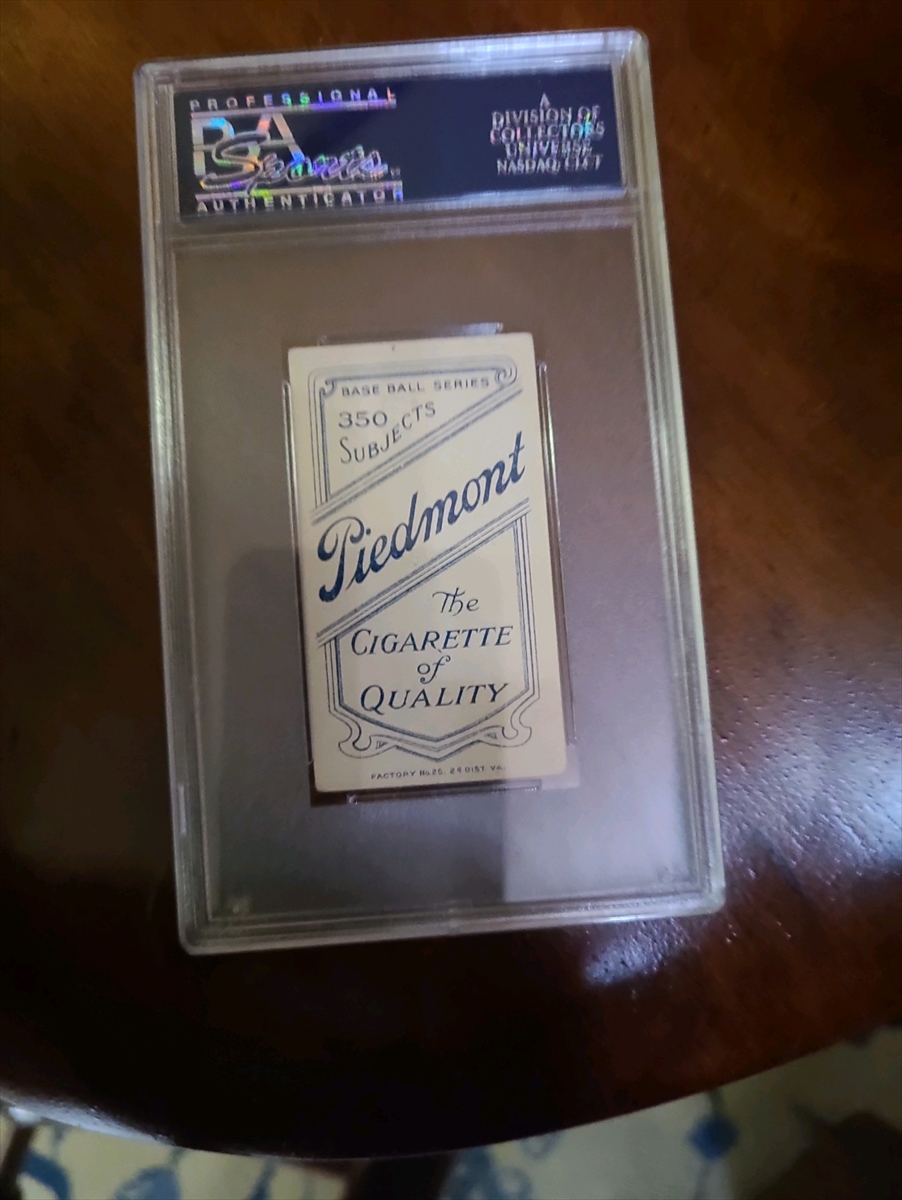 PROFESSIONAL
PSA
Sports
AUTHENTICATOR
A
DIVISION OF
COLLECTORS
UNIVERSE
NASDAQ: CLCT
BASE BALL SERIES
350
SUBJECTS
Piedmont
The
CIGARETTE
of
QUALITY
FACTORY No. 25, 2d DIST. VA.